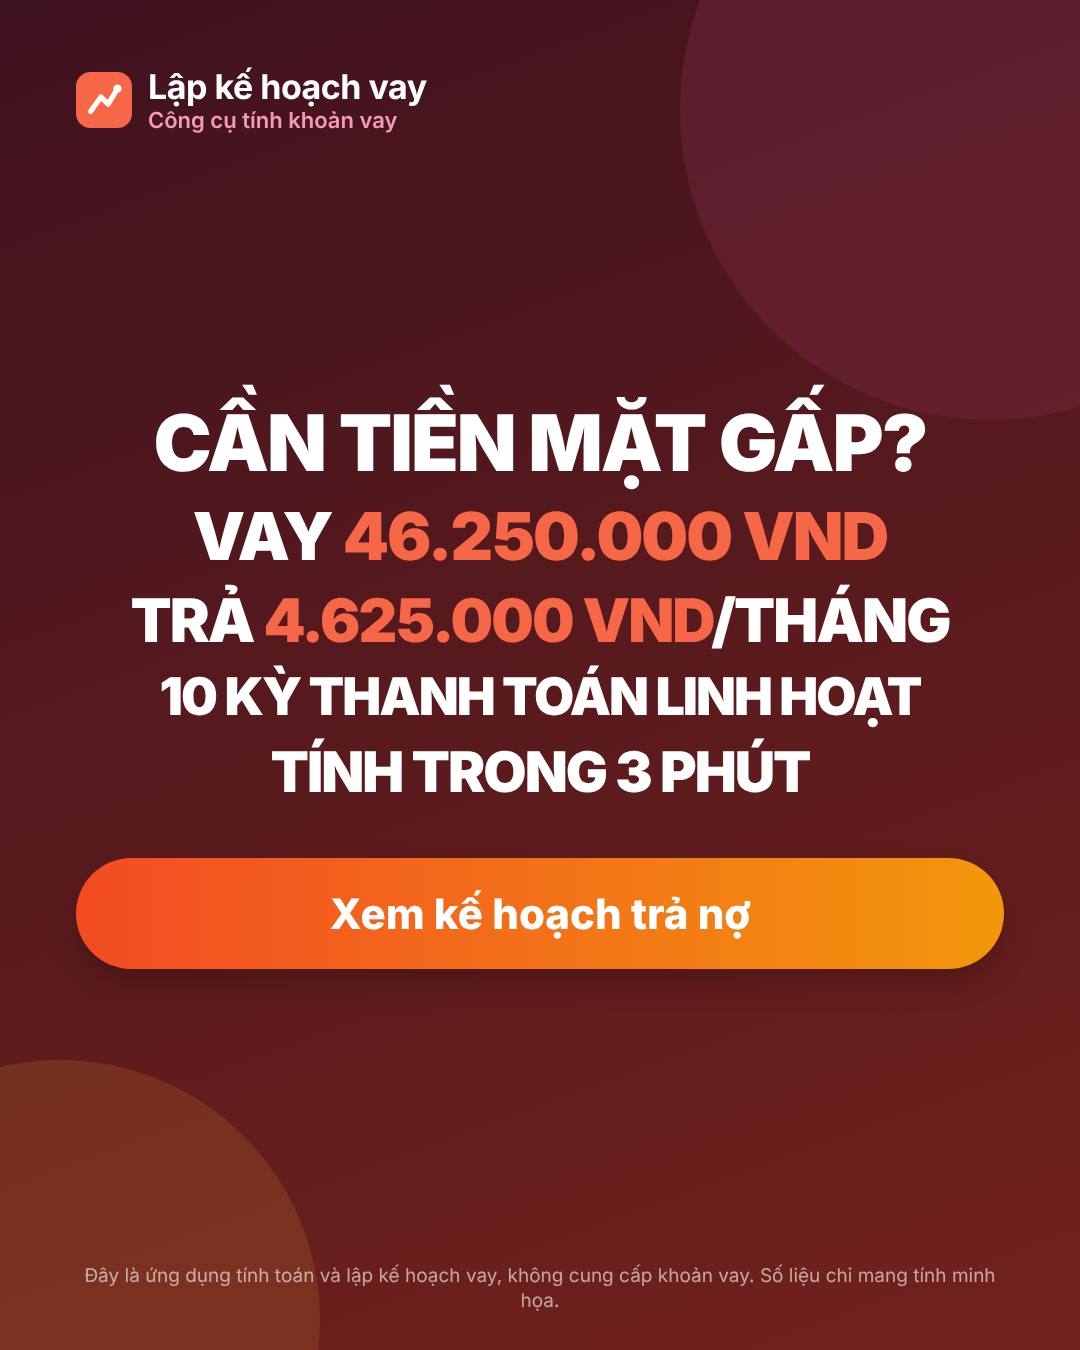 Lập kế hoạch vay
Công cụ tính khoản vay
CẦN TIỀN MẶT GẤP?
VAY 46.250.000 VND
TRẢ 4.625.000 VND/THÁNG
10 KỲ THANH TOÁN LINH HOẠT
TÍNH TRONG 3 PHÚT
Xem kế hoạch trả nợ
Đây là ứng dụng tính toán và lập kế hoạch vay, không cung cấp khoản vay. Số liệu chỉ mang tính minh
họa.